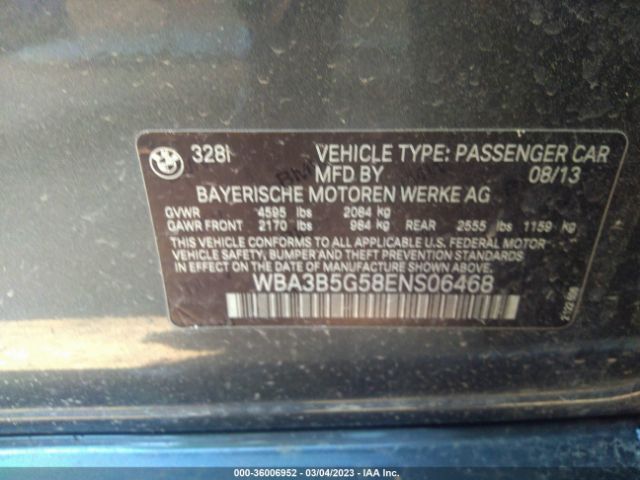 328I VEHICLE TYPE: PASSENGER CAR
MFD BY 08/13
BAYERISCHE MOTOREN WERKE AG
GVWR 4595 lbs 2084 kg
GAWR FRONT 2170 lbs 984 kg REAR 2555 lbs 1159 kg
THIS VEHICLE CONFORMS TO ALL APPLICABLE U.S. FEDERAL MOTOR
VEHICLE SAFETY, BUMPER AND THEFT PREVENTION STANDARDS
IN EFFECT ON THE DATE OF MANUFACTURE SHOWN ABOVE.
WBA3B5G58ENS06468
000-36006952 - 03/04/2023 - IAA Inc.